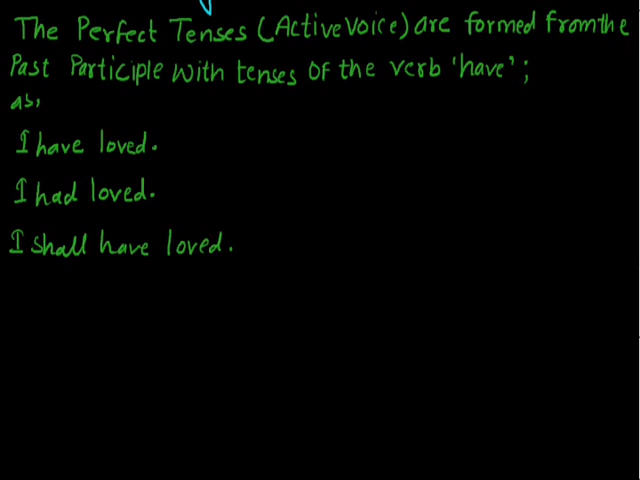 The Perfect Tenses (Active Voice) are formed from the
Past Participle with tenses of the verb 'have';
as,
I have loved.
I had loved.
I shall have loved.